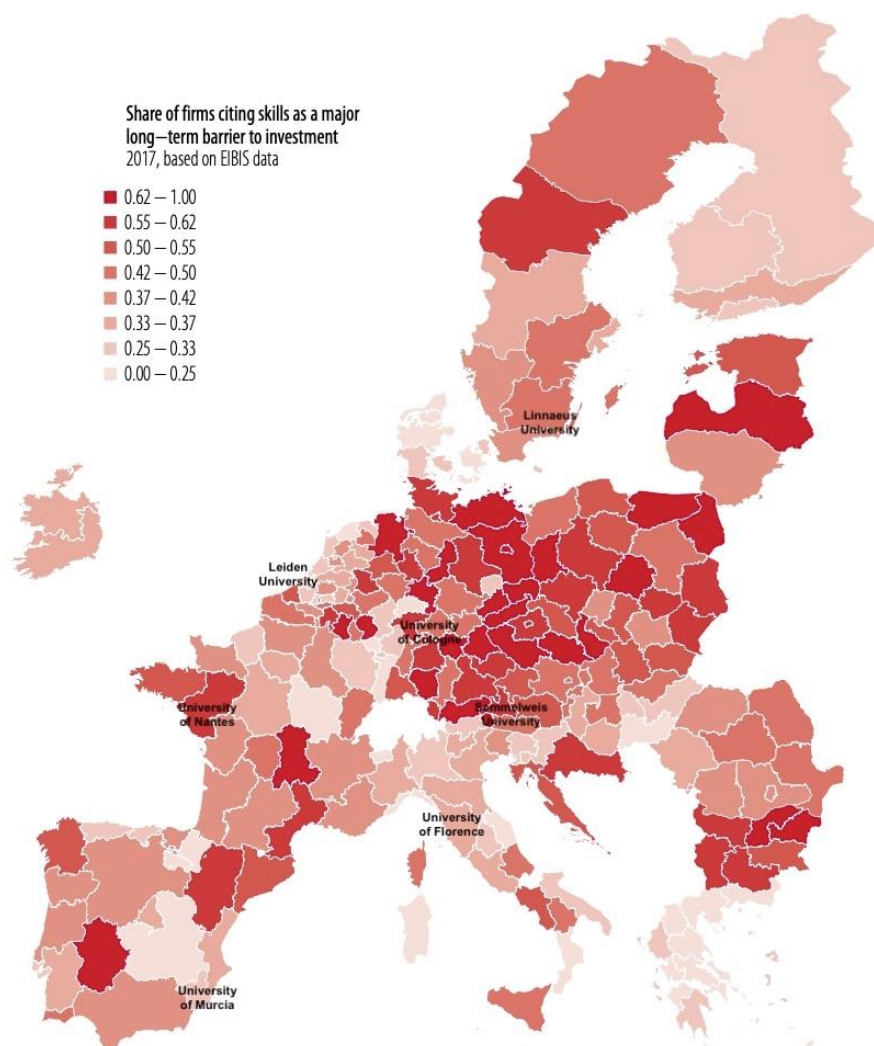 Share of firms citing skills as a major
long–term barrier to investment
2017, based on EIBIS data
0.62 – 1.00
0.55 – 0.62
0.50 – 0.55
0.42 – 0.50
0.37 – 0.42
0.33 – 0.37
0.25 – 0.33
0.00 – 0.25
Linnaeus
University
Leiden
University
University
of Cologne
University
of Nantes
Semmelweis
University
University
of Florence
University
of Murcia